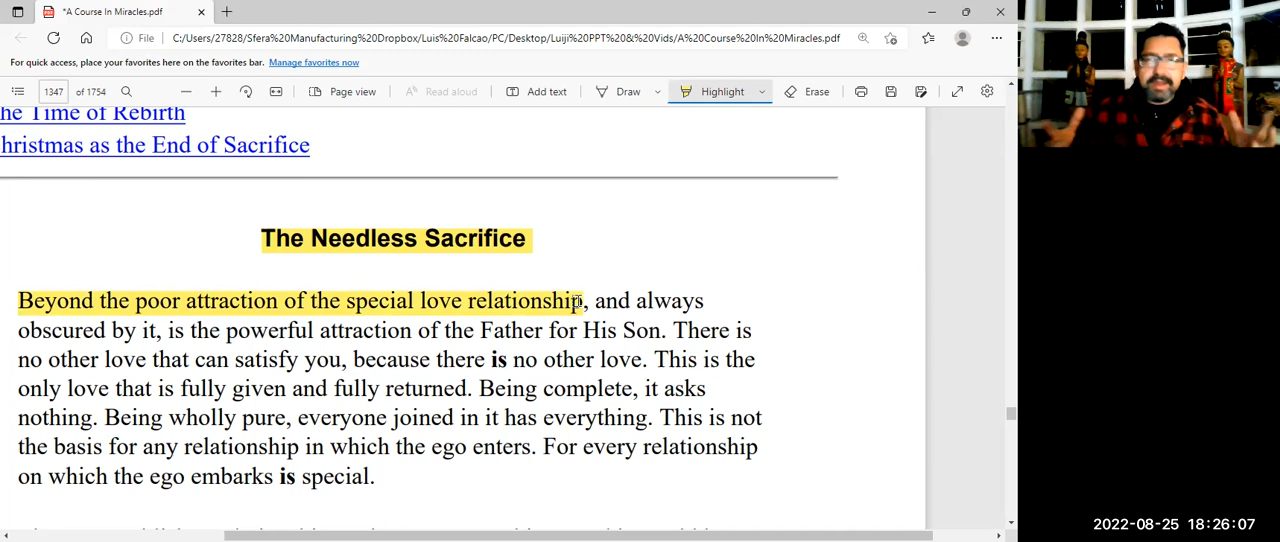 *A Course In Miracles.pdf
File C:/Users/27828/Sfera%20Manufacturing%20Dropbox/Luis%20Falcao/PC/Desktop/Luiji%20PPT%20&%20Vids/A%20Course%20In%20Miracles.pdf
For quick access, place your favorites here on the favorites bar. Manage favorites now
1347 of 1754 Page view Read aloud Add text Draw Highlight Erase
he Time of Rebirth
hristmas as the End of Sacrifice
The Needless Sacrifice
Beyond the poor attraction of the special love relationship, and always
obscured by it, is the powerful attraction of the Father for His Son. There is
no other love that can satisfy you, because there is no other love. This is the
only love that is fully given and fully returned. Being complete, it asks
nothing. Being wholly pure, everyone joined in it has everything. This is not
the basis for any relationship in which the ego enters. For every relationship
on which the ego embarks is special.
2022-08-25 18:26:07